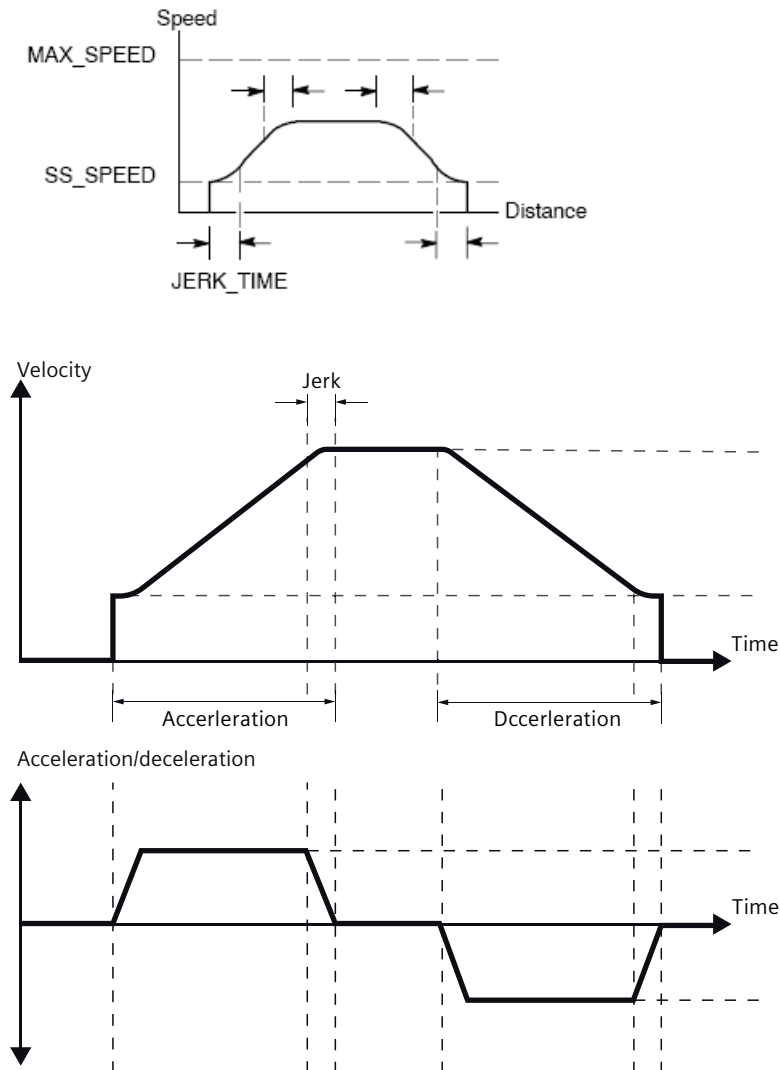 Speed
MAX_SPEED
SS_SPEED
Distance
JERK_TIME
Velocity
Jerk
Time
Accerleration
Dccerleration
Acceleration/deceleration
Time